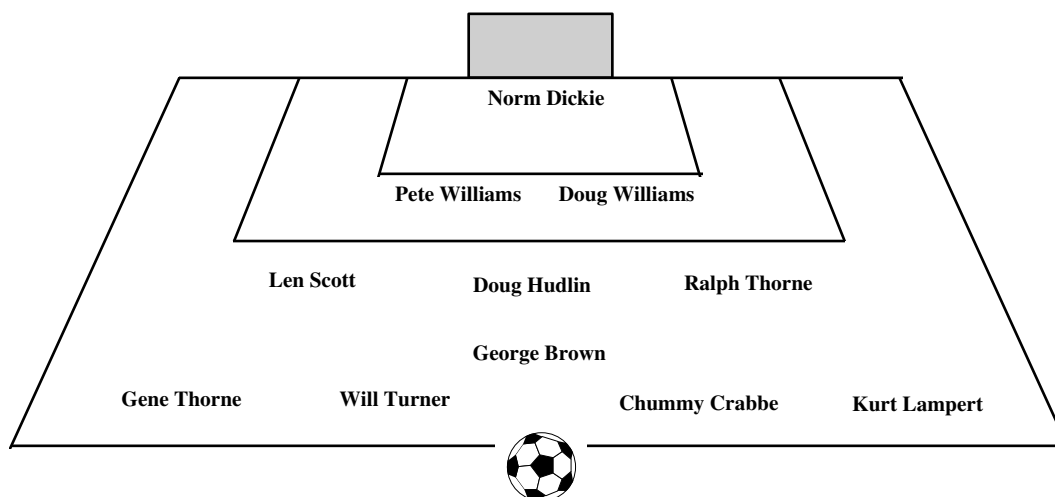 Norm Dickie
Pete Williams Doug Williams
Len Scott Doug Hudlin Ralph Thorne
George Brown
Gene Thorne Will Turner Chummy Crabbe Kurt Lampert